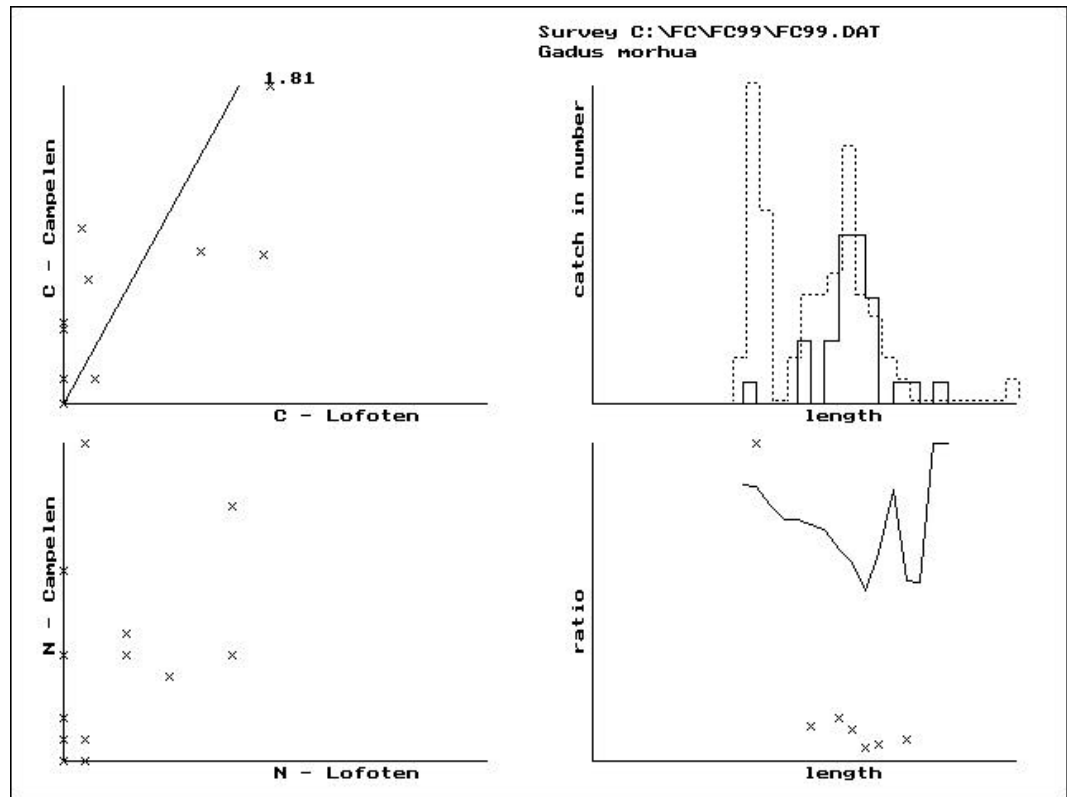 Survey C:\FC\FC99\FC99.DAT
Gadus morhua
1.81
C - Campelen
C - Lofoten
catch in number
length
N - Campelen
N - Lofoten
ratio
length